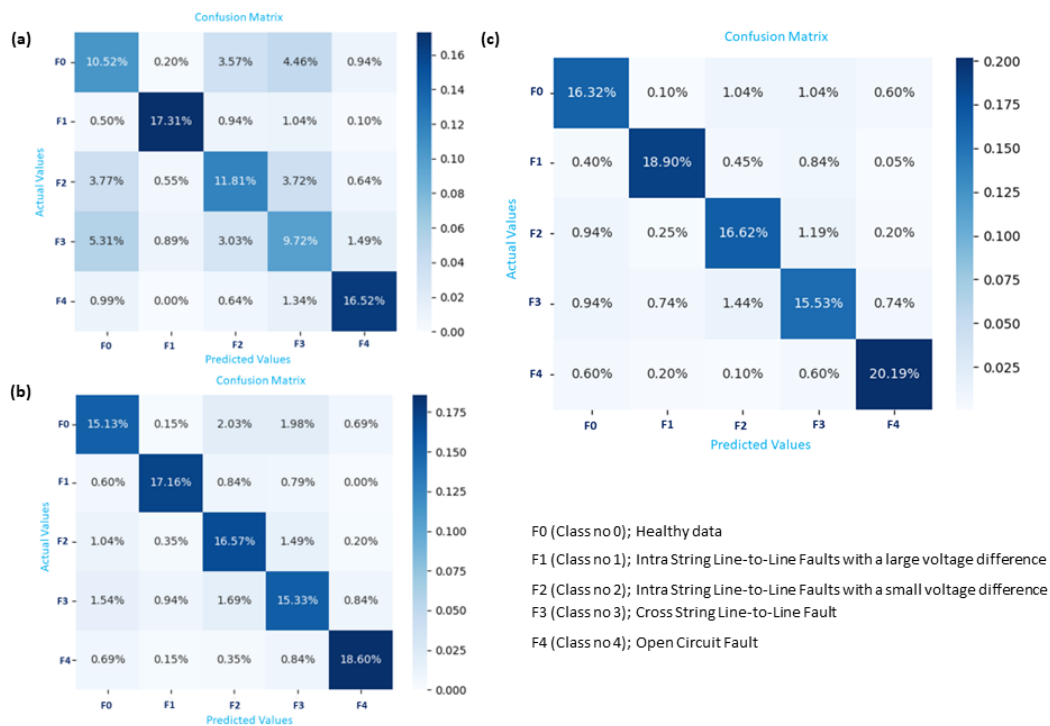 (a)
Confusion Matrix
Actual Values
F0 10.52% 0.20% 3.57% 4.46% 0.94%
F1 0.50% 17.31% 0.94% 1.04% 0.10%
F2 3.77% 0.55% 11.81% 3.72% 0.64%
F3 5.31% 0.89% 3.03% 9.72% 1.49%
F4 0.99% 0.00% 0.64% 1.34% 16.52%
F0 F1 F2 F3 F4
Predicted Values
0.16
0.14
0.12
0.10
0.08
0.06
0.04
0.02
0.00
(b)
Confusion Matrix
Actual Values
F0 15.13% 0.15% 2.03% 1.98% 0.69%
F1 0.60% 17.16% 0.84% 0.79% 0.00%
F2 1.04% 0.35% 16.57% 1.49% 0.20%
F3 1.54% 0.94% 1.69% 15.33% 0.84%
F4 0.69% 0.15% 0.35% 0.84% 18.60%
F0 F1 F2 F3 F4
Predicted Values
0.175
0.150
0.125
0.100
0.075
0.050
0.025
0.000
(c)
Confusion Matrix
Actual Values
F0 16.32% 0.10% 1.04% 1.04% 0.60%
F1 0.40% 18.90% 0.45% 0.84% 0.05%
F2 0.94% 0.25% 16.62% 1.19% 0.20%
F3 0.94% 0.74% 1.44% 15.53% 0.74%
F4 0.60% 0.20% 0.10% 0.60% 20.19%
F0 F1 F2 F3 F4
Predicted Values
0.200
0.175
0.150
0.125
0.100
0.075
0.050
0.025
F0 (Class no 0); Healthy data
F1 (Class no 1); Intra String Line-to-Line Faults with a large voltage difference
F2 (Class no 2); Intra String Line-to-Line Faults with a small voltage difference
F3 (Class no 3); Cross String Line-to-Line Fault
F4 (Class no 4); Open Circuit Fault